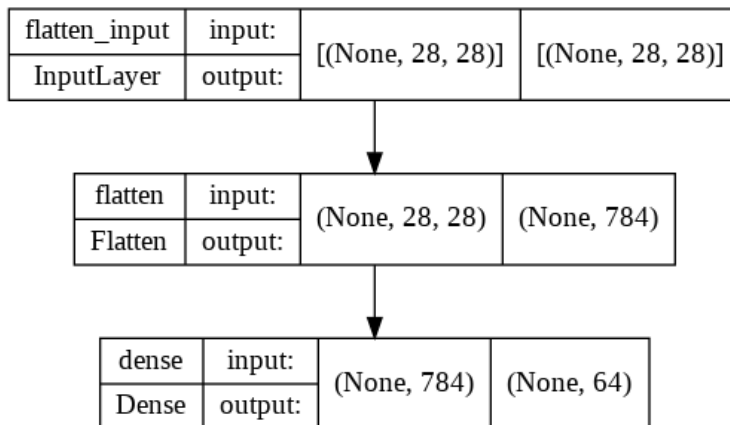 flatten_input input: [(None, 28, 28)] [(None, 28, 28)]
InputLayer output:
flatten input: (None, 28, 28) (None, 784)
Flatten output:
dense input: (None, 784) (None, 64)
Dense output: